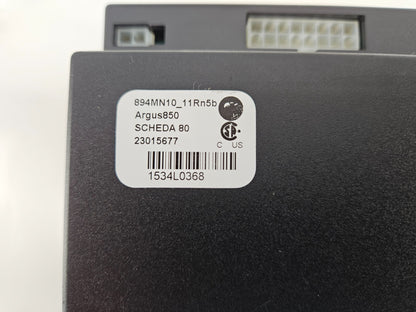 894MN10_11Rn5b
Argus850
SCHEDA 80
23015677
C US
1534L0368